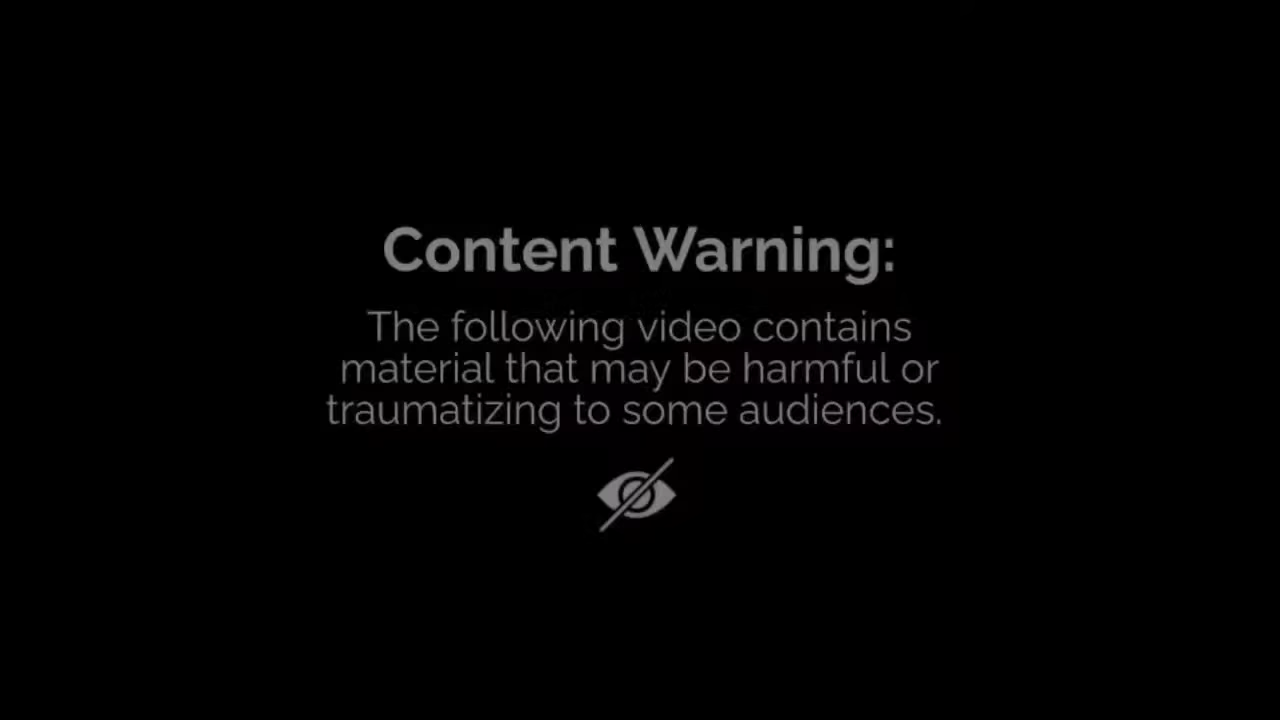 Content Warning:
The following video contains
material that may be harmful or
traumatizing to some audiences.